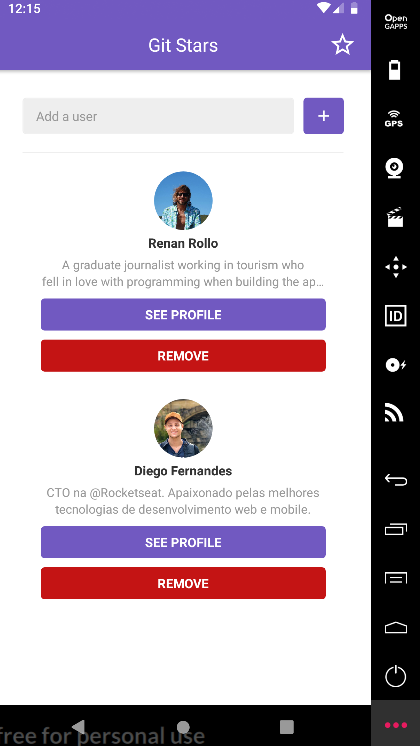 12:15
Git Stars
Add a user
+
Renan Rollo
A graduate journalist working in tourism who
fell in love with programming when building the ap…
SEE PROFILE
REMOVE
Diego Fernandes
CTO na @Rocketseat. Apaixonado pelas melhores
tecnologias de desenvolvimento web e mobile.
SEE PROFILE
REMOVE
free for personal use
Open
GAPPS
GPS
ID